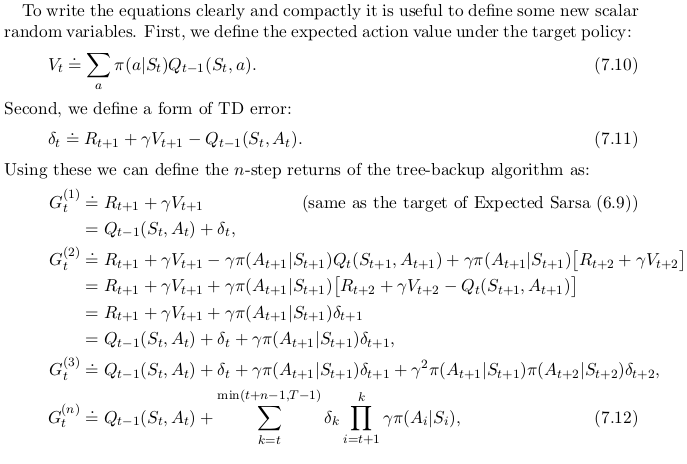 To write the equations clearly and compactly it is useful to define some new scalar
random variables. First, we define the expected action value under the target policy:
V_t ≐ ∑_a π(a|S_t)Q_{t−1}(S_t, a). (7.10)
Second, we define a form of TD error:
δ_t ≐ R_{t+1} + γV_{t+1} − Q_{t−1}(S_t, A_t). (7.11)
Using these we can define the n-step returns of the tree-backup algorithm as:
G_t^{(1)} ≐ R_{t+1} + γV_{t+1} (same as the target of Expected Sarsa (6.9))
= Q_{t−1}(S_t, A_t) + δ_t,
G_t^{(2)} ≐ R_{t+1} + γV_{t+1} − γπ(A_{t+1}|S_{t+1})Q_t(S_{t+1}, A_{t+1}) + γπ(A_{t+1}|S_{t+1})[R_{t+2} + γV_{t+2}]
= R_{t+1} + γV_{t+1} + γπ(A_{t+1}|S_{t+1})[R_{t+2} + γV_{t+2} − Q_t(S_{t+1}, A_{t+1})]
= R_{t+1} + γV_{t+1} + γπ(A_{t+1}|S_{t+1})δ_{t+1}
= Q_{t−1}(S_t, A_t) + δ_t + γπ(A_{t+1}|S_{t+1})δ_{t+1},
G_t^{(3)} ≐ Q_{t−1}(S_t, A_t) + δ_t + γπ(A_{t+1}|S_{t+1})δ_{t+1} + γ^2π(A_{t+1}|S_{t+1})π(A_{t+2}|S_{t+2})δ_{t+2},
G_t^{(n)} ≐ Q_{t−1}(S_t, A_t) + ∑_{k=t}^{min(t+n−1,T−1)} δ_k ∏_{i=t+1}^{k} γπ(A_i|S_i), (7.12)